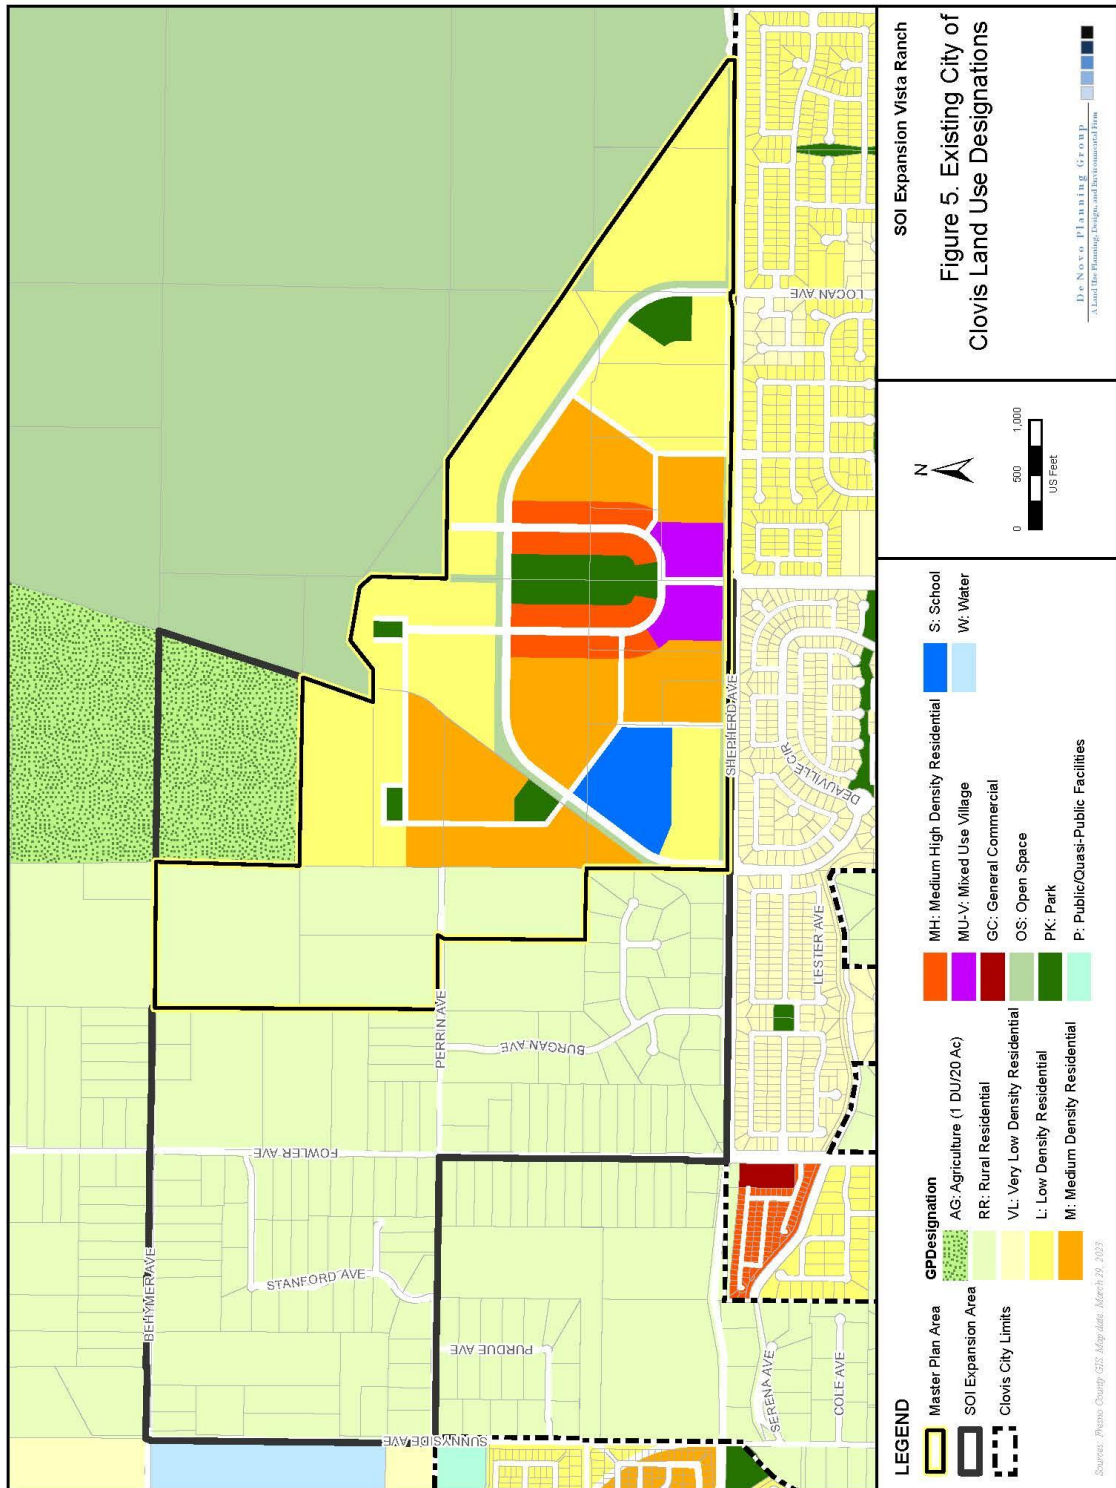 BEHYMER AVE
PERRIN AVE
FOWLER AVE
STANFORD AVE
BURGAN AVE
PURDUE AVE
SUNNYSIDE AVE
SHEPHERD AVE
SERENA AVE
COLE AVE
LESTER AVE
DEAUVILLE CIR
LOGAN AVE
LEGEND
Master Plan Area
SOI Expansion Area
Clovis City Limits
GPDesignation
AG: Agriculture (1 DU/20 Ac)
RR: Rural Residential
VL: Very Low Density Residential
L: Low Density Residential
M: Medium Density Residential
MH: Medium High Density Residential
MU-V: Mixed Use Village
GC: General Commercial
OS: Open Space
PK: Park
P: Public/Quasi-Public Facilities
S: School
W: Water
N
0 500 1,000
US Feet
SOI Expansion Vista Ranch
Figure 5. Existing City of
Clovis Land Use Designations
De Novo Planning Group
A Land Use Planning, Design, and Environmental Firm
Sources: Fresno County GIS. Map date: March 29, 2023.